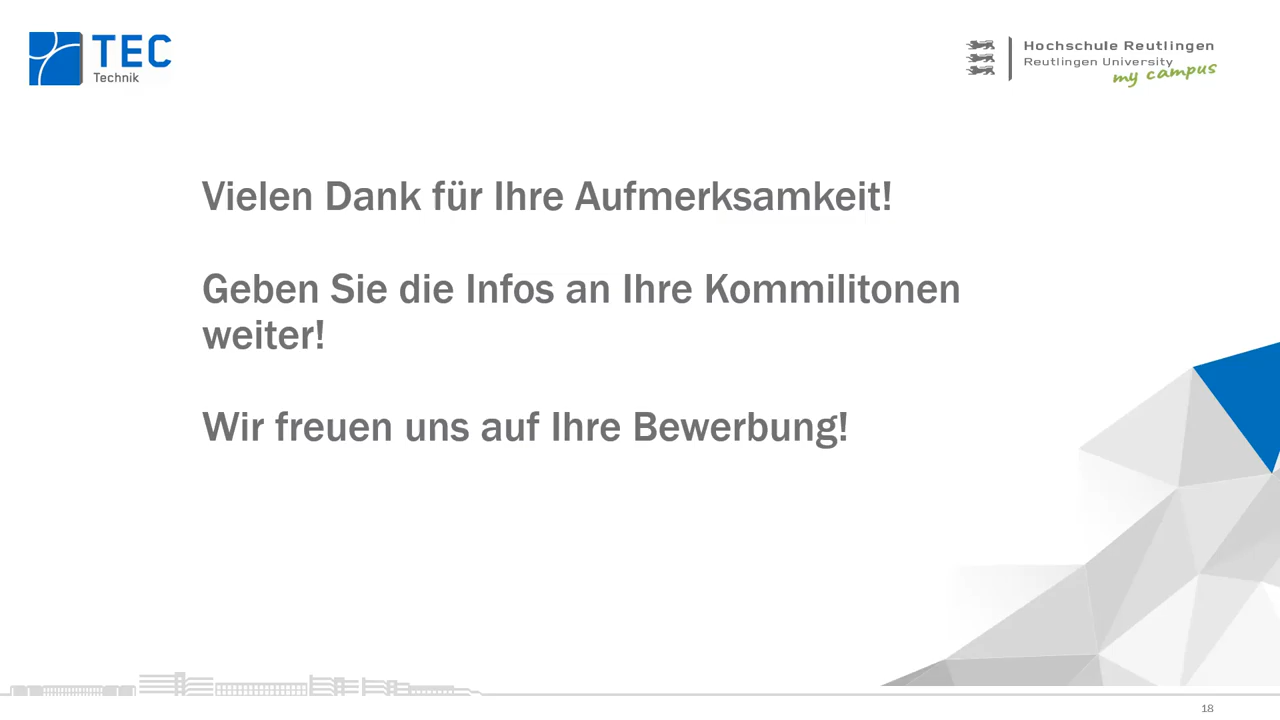 TEC
Technik
Hochschule Reutlingen
Reutlingen University
my campus
Vielen Dank für Ihre Aufmerksamkeit!
Geben Sie die Infos an Ihre Kommilitonen
weiter!
Wir freuen uns auf Ihre Bewerbung!
18